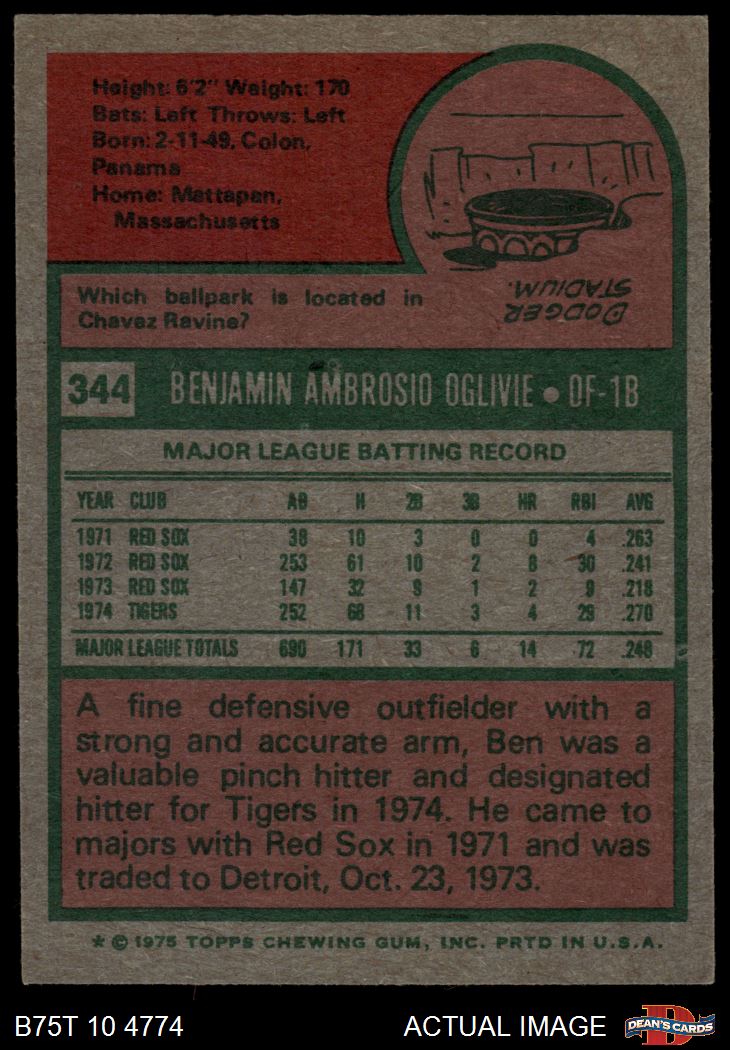 Height: 6'2" Weight: 170
Bats: Left Throws: Left
Born: 2-11-49, Colon,
Panama
Home: Mattapan,
Massachusetts
Which ballpark is located in
Chavez Ravine?
DODGER
STADIUM.
344 BENJAMIN AMBROSIO OGLIVIE • OF-1B
MAJOR LEAGUE BATTING RECORD
YEAR CLUB AB H 2B 3B HR RBI AVG
1971 RED SOX 38 10 3 0 0 4 .263
1972 RED SOX 253 61 10 2 8 30 .241
1973 RED SOX 147 32 9 1 2 9 .218
1974 TIGERS 252 68 11 3 4 29 .270
MAJOR LEAGUE TOTALS 690 171 33 6 14 72 .248
A fine defensive outfielder with a
strong and accurate arm, Ben was a
valuable pinch hitter and designated
hitter for Tigers in 1974. He came to
majors with Red Sox in 1971 and was
traded to Detroit, Oct. 23, 1973.
* © 1975 TOPPS CHEWING GUM, INC. PRTD IN U.S.A.
B75T 10 4774 ACTUAL IMAGE D DEAN'S CARDS